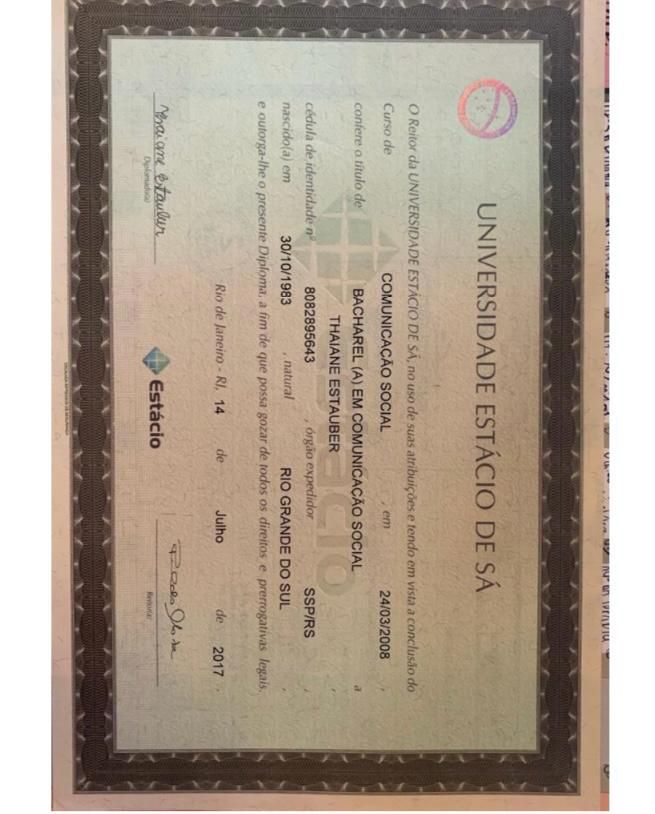 UNIVERSIDADE ESTÁCIO DE SÁ
O Reitor da UNIVERSIDADE ESTÁCIO DE SÁ, no uso de suas atribuições e tendo em vista a conclusão do
Curso de COMUNICAÇÃO SOCIAL , em 24/03/2008 ,
confere o título de BACHAREL (A) EM COMUNICAÇÃO SOCIAL a
THAIANE ESTAUBER ,
cédula de identidade nº 8082895643 , órgão expedidor SSP/RS ,
nascido(a) em 30/10/1983 , natural RIO GRANDE DO SUL ,
e outorga-lhe o presente Diploma, a fim de que possa gozar de todos os direitos e prerrogativas legais.
Rio de Janeiro - RJ, 14 de Julho de 2017 .
Thaiane Estauber
Diplomado(a)
Estácio
Reitor(a)